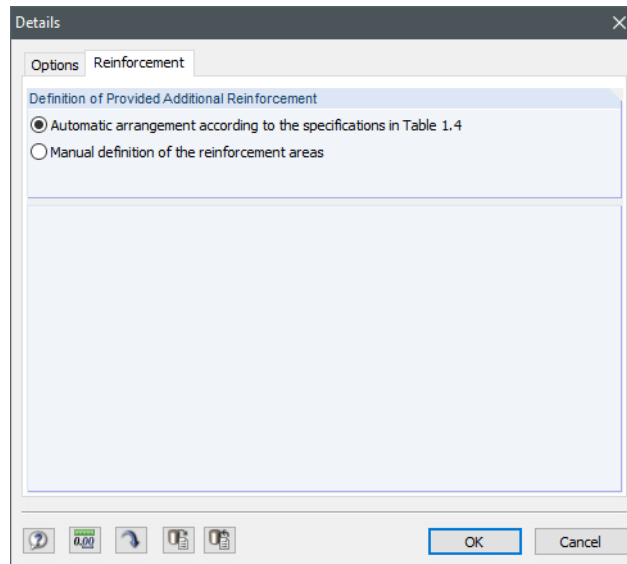 Details
Options Reinforcement
Definition of Provided Additional Reinforcement
Automatic arrangement according to the specifications in Table 1.4
Manual definition of the reinforcement areas
0.00 OK Cancel